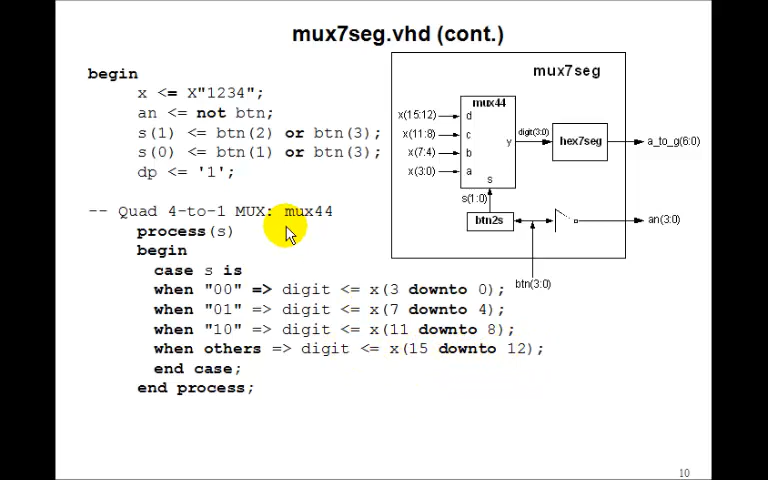 mux7seg.vhd (cont.)
begin
x <= X"1234";
an <= not btn;
s(1) <= btn(2) or btn(3);
s(0) <= btn(1) or btn(3);
dp <= '1';
-- Quad 4-to-1 MUX: mux44
process(s)
begin
case s is
when "00" => digit <= x(3 downto 0);
when "01" => digit <= x(7 downto 4);
when "10" => digit <= x(11 downto 8);
when others => digit <= x(15 downto 12);
end case;
end process;
mux7seg
mux44
x(15:12) d
x(11:8) c
x(7:4) b
x(3:0) a
y
s
digit(3:0)
hex7seg
a_to_g(6:0)
s(1:0)
btn2s
an(3:0)
btn(3:0)
10